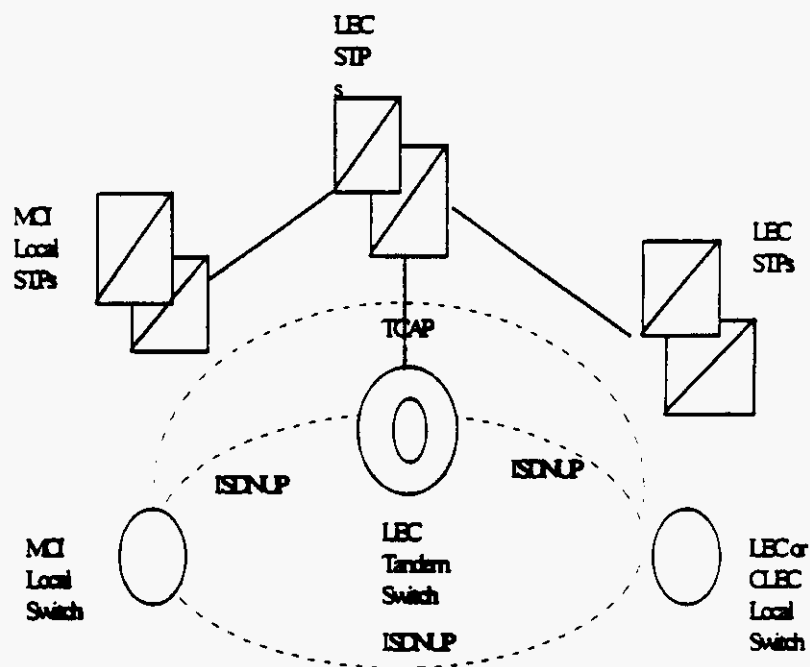 LEC
STP
s
MCI
Local
STPs
LEC
STPs
TCAP
ISDNUP
ISDNUP
MCI
Local
Switch
LEC
Tandem
Switch
LEC or
CLEC
Local
Switch
ISDNUP